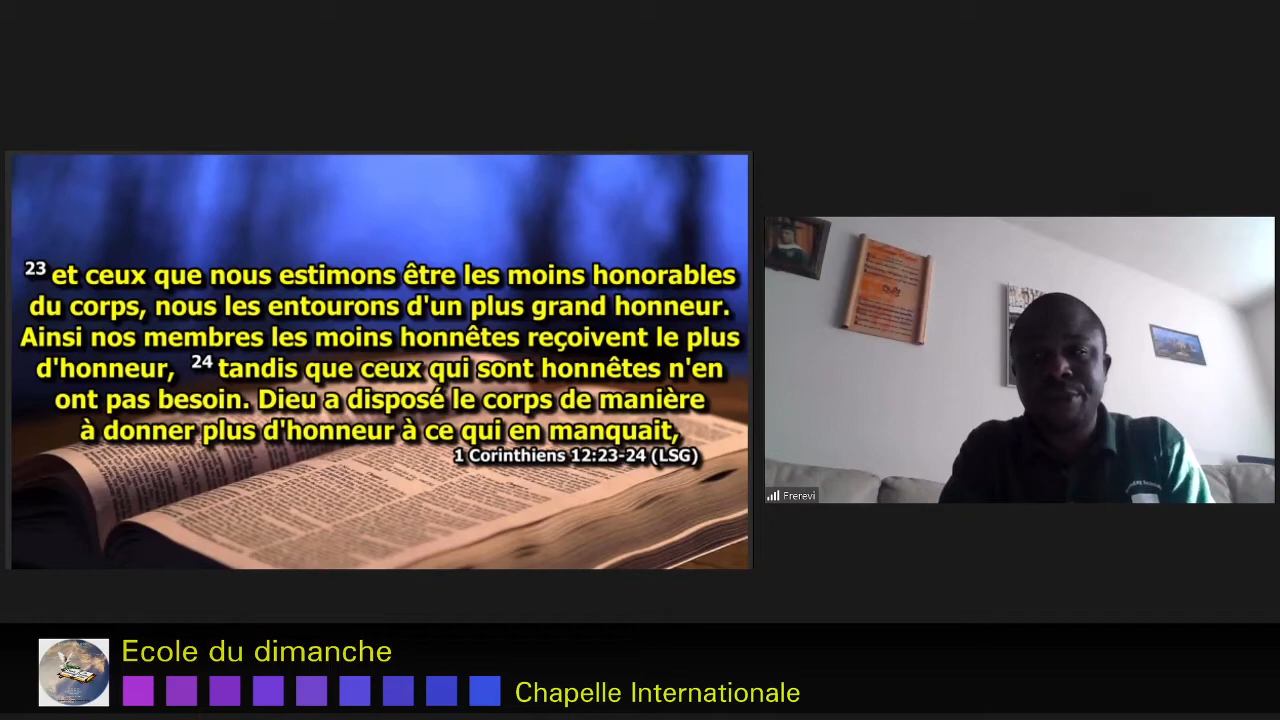 23 et ceux que nous estimons être les moins honorables
du corps, nous les entourons d'un plus grand honneur.
Ainsi nos membres les moins honnêtes reçoivent le plus
d'honneur, 24 tandis que ceux qui sont honnêtes n'en
ont pas besoin. Dieu a disposé le corps de manière
à donner plus d'honneur à ce qui en manquait,
1 Corinthiens 12:23-24 (LSG)
Frerevi
Ecole du dimanche
Chapelle Internationale